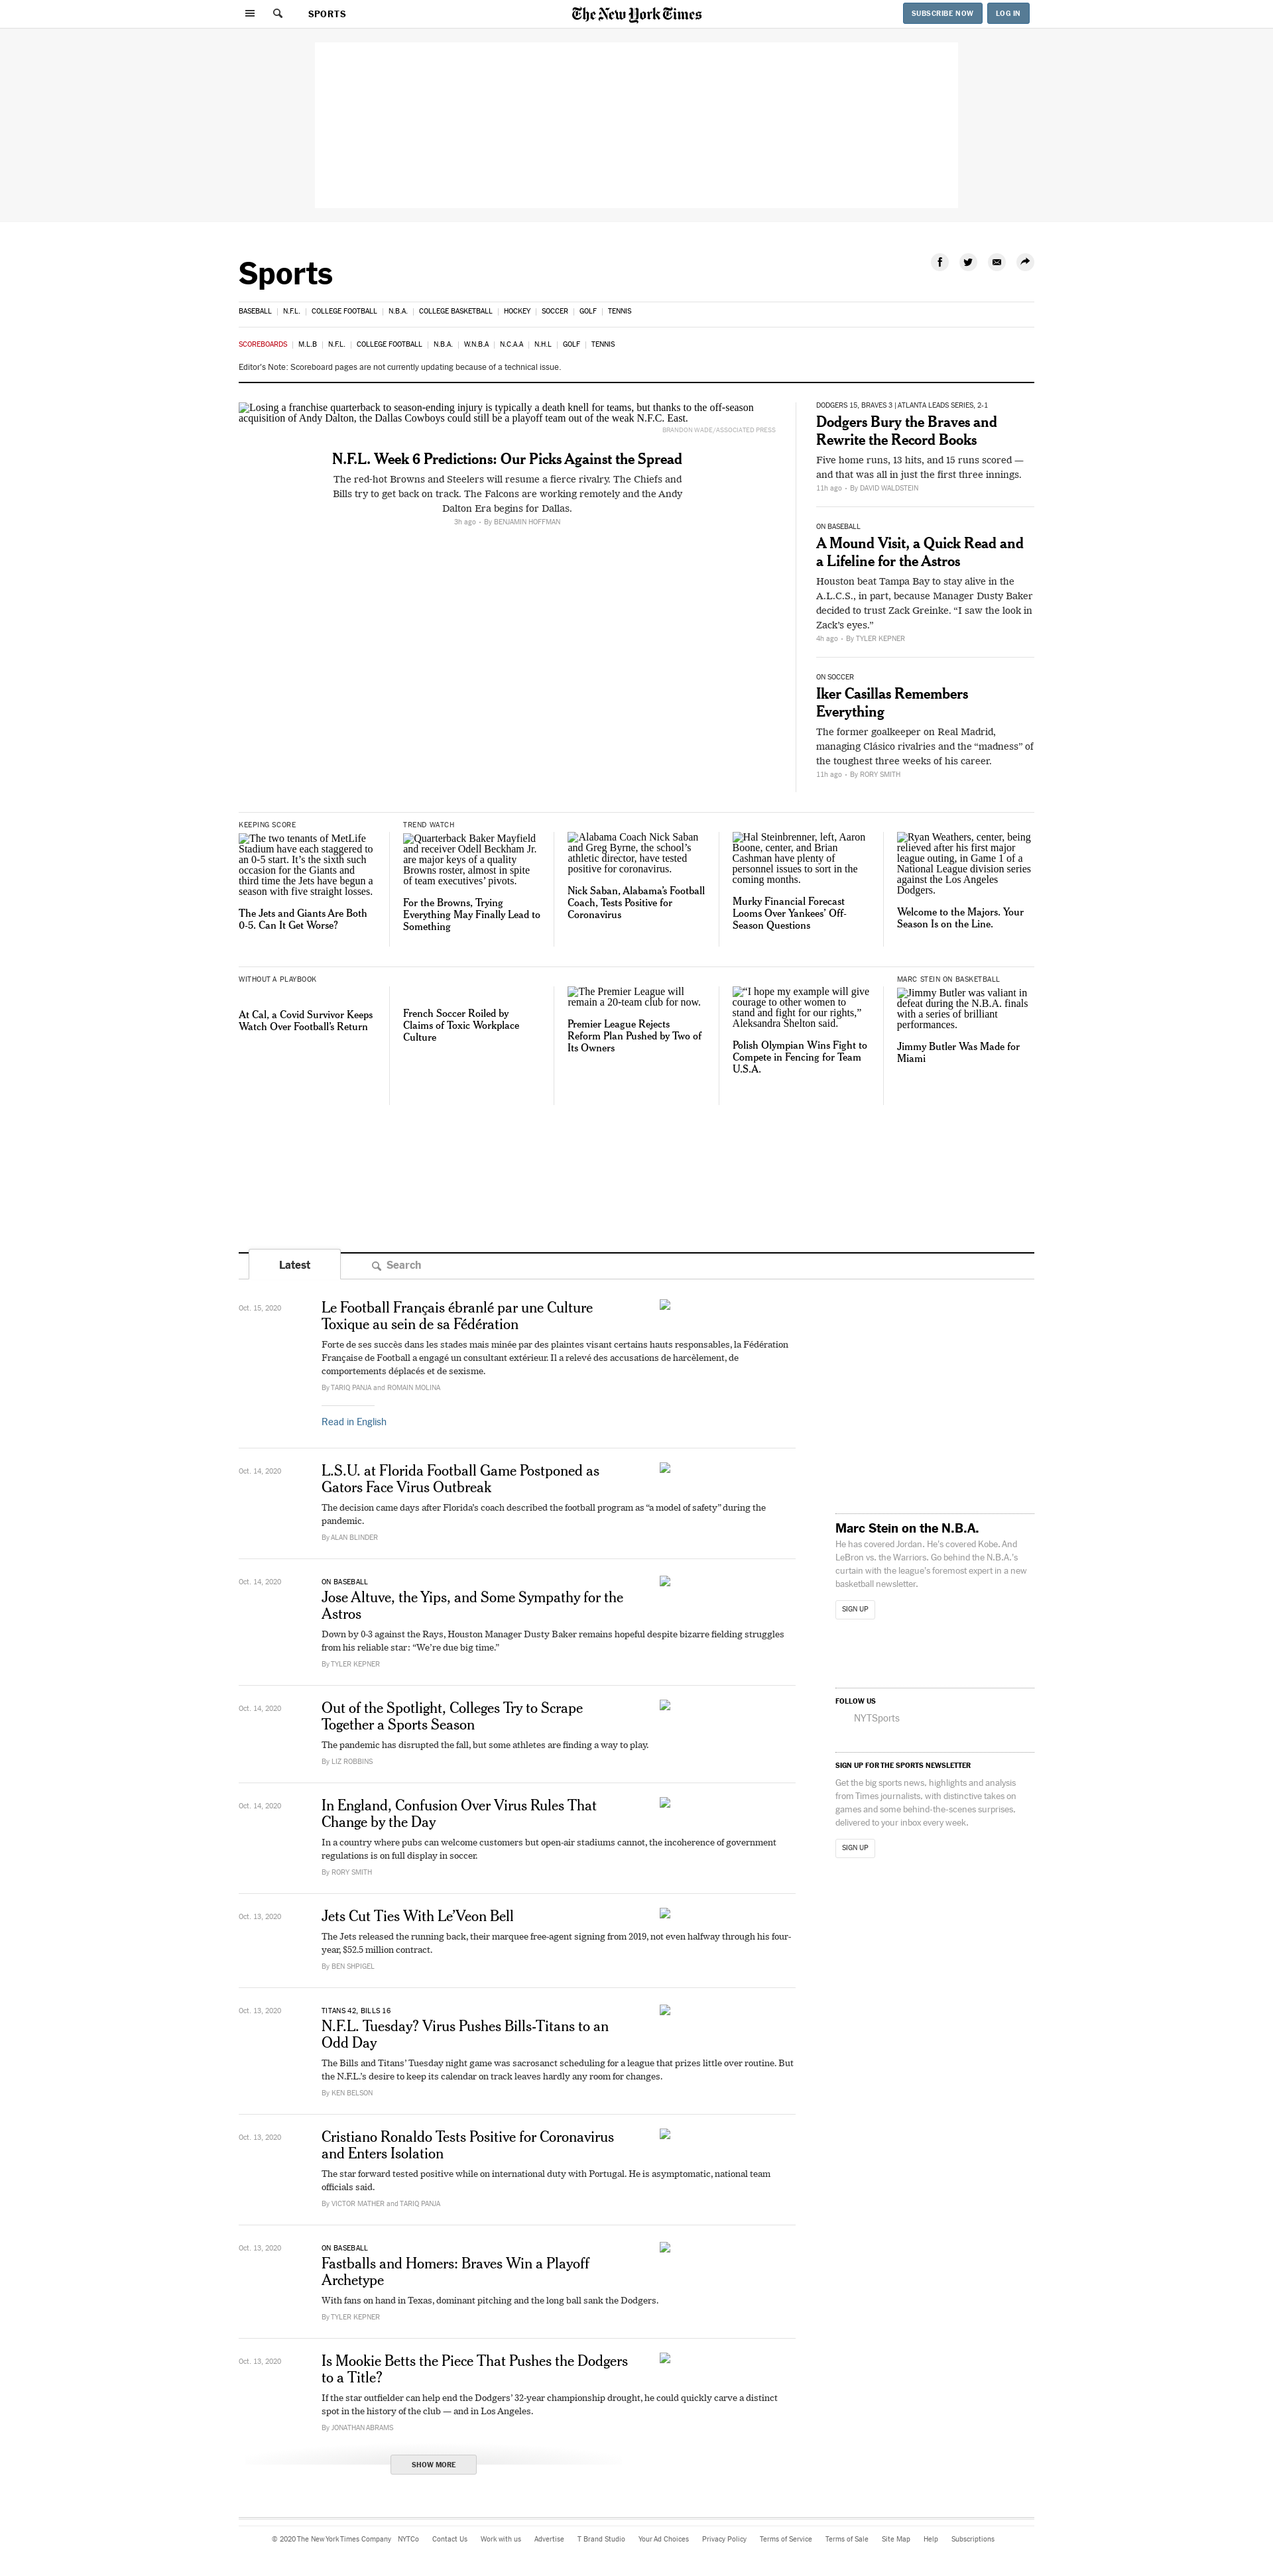 SPORTS
The New York Times
SUBSCRIBE NOW
LOG IN
Sports
BASEBALL
N.F.L.
COLLEGE FOOTBALL
N.B.A.
COLLEGE BASKETBALL
HOCKEY
SOCCER
GOLF
TENNIS
SCOREBOARDS
M.L.B
N.F.L.
COLLEGE FOOTBALL
N.B.A.
W.N.B.A
N.C.A.A
N.H.L
GOLF
TENNIS
Editor's Note: Scoreboard pages are not currently updating because of a technical issue.
Losing a franchise quarterback to season-ending injury is typically a death knell for teams, but thanks to the off-season
acquisition of Andy Dalton, the Dallas Cowboys could still be a playoff team out of the weak N.F.C. East.
BRANDON WADE/ASSOCIATED PRESS
N.F.L. Week 6 Predictions: Our Picks Against the Spread
The red-hot Browns and Steelers will resume a fierce rivalry. The Chiefs and
Bills try to get back on track. The Falcons are working remotely and the Andy
Dalton Era begins for Dallas.
3h ago - By BENJAMIN HOFFMAN
DODGERS 15, BRAVES 3 | ATLANTA LEADS SERIES, 2-1
Dodgers Bury the Braves and
Rewrite the Record Books
Five home runs, 13 hits, and 15 runs scored —
and that was all in just the first three innings.
11h ago - By DAVID WALDSTEIN
ON BASEBALL
A Mound Visit, a Quick Read and
a Lifeline for the Astros
Houston beat Tampa Bay to stay alive in the
A.L.C.S., in part, because Manager Dusty Baker
decided to trust Zack Greinke. “I saw the look in
Zack’s eyes.”
4h ago - By TYLER KEPNER
ON SOCCER
Iker Casillas Remembers
Everything
The former goalkeeper on Real Madrid,
managing Clásico rivalries and the “madness” of
the toughest three weeks of his career.
11h ago - By RORY SMITH
KEEPING SCORE
The two tenants of MetLife
Stadium have each staggered to
an 0-5 start. It’s the sixth such
occasion for the Giants and
third time the Jets have begun a
season with five straight losses.
The Jets and Giants Are Both
0-5. Can It Get Worse?
TREND WATCH
Quarterback Baker Mayfield
and receiver Odell Beckham Jr.
are major keys of a quality
Browns roster, almost in spite
of team executives’ pivots.
For the Browns, Trying
Everything May Finally Lead to
Something
Alabama Coach Nick Saban
and Greg Byrne, the school’s
athletic director, have tested
positive for coronavirus.
Nick Saban, Alabama’s Football
Coach, Tests Positive for
Coronavirus
Hal Steinbrenner, left, Aaron
Boone, center, and Brian
Cashman have plenty of
personnel issues to sort in the
coming months.
Murky Financial Forecast
Looms Over Yankees’ Off-
Season Questions
Ryan Weathers, center, being
relieved after his first major
league outing, in Game 1 of a
National League division series
against the Los Angeles
Dodgers.
Welcome to the Majors. Your
Season Is on the Line.
WITHOUT A PLAYBOOK
At Cal, a Covid Survivor Keeps
Watch Over Football’s Return
French Soccer Roiled by
Claims of Toxic Workplace
Culture
The Premier League will
remain a 20-team club for now.
Premier League Rejects
Reform Plan Pushed by Two of
Its Owners
“I hope my example will give
courage to other women to
stand and fight for our rights,”
Aleksandra Shelton said.
Polish Olympian Wins Fight to
Compete in Fencing for Team
U.S.A.
MARC STEIN ON BASKETBALL
Jimmy Butler was valiant in
defeat during the N.B.A. finals
with a series of brilliant
performances.
Jimmy Butler Was Made for
Miami
Latest
Search
Oct. 15, 2020
Le Football Français ébranlé par une Culture
Toxique au sein de sa Fédération
Forte de ses succès dans les stades mais minée par des plaintes visant certains hauts responsables, la Fédération
Française de Football a engagé un consultant extérieur. Il a relevé des accusations de harcèlement, de
comportements déplacés et de sexisme.
By TARIQ PANJA and ROMAIN MOLINA
Read in English
Oct. 14, 2020
L.S.U. at Florida Football Game Postponed as
Gators Face Virus Outbreak
The decision came days after Florida’s coach described the football program as “a model of safety” during the
pandemic.
By ALAN BLINDER
Oct. 14, 2020
ON BASEBALL
Jose Altuve, the Yips, and Some Sympathy for the
Astros
Down by 0-3 against the Rays, Houston Manager Dusty Baker remains hopeful despite bizarre fielding struggles
from his reliable star: “We’re due big time.”
By TYLER KEPNER
Oct. 14, 2020
Out of the Spotlight, Colleges Try to Scrape
Together a Sports Season
The pandemic has disrupted the fall, but some athletes are finding a way to play.
By LIZ ROBBINS
Oct. 14, 2020
In England, Confusion Over Virus Rules That
Change by the Day
In a country where pubs can welcome customers but open-air stadiums cannot, the incoherence of government
regulations is on full display in soccer.
By RORY SMITH
Oct. 13, 2020
Jets Cut Ties With Le’Veon Bell
The Jets released the running back, their marquee free-agent signing from 2019, not even halfway through his four-
year, $52.5 million contract.
By BEN SHPIGEL
Oct. 13, 2020
TITANS 42, BILLS 16
N.F.L. Tuesday? Virus Pushes Bills-Titans to an
Odd Day
The Bills and Titans’ Tuesday night game was sacrosanct scheduling for a league that prizes little over routine. But
the N.F.L.’s desire to keep its calendar on track leaves hardly any room for changes.
By KEN BELSON
Oct. 13, 2020
Cristiano Ronaldo Tests Positive for Coronavirus
and Enters Isolation
The star forward tested positive while on international duty with Portugal. He is asymptomatic, national team
officials said.
By VICTOR MATHER and TARIQ PANJA
Oct. 13, 2020
ON BASEBALL
Fastballs and Homers: Braves Win a Playoff
Archetype
With fans on hand in Texas, dominant pitching and the long ball sank the Dodgers.
By TYLER KEPNER
Oct. 13, 2020
Is Mookie Betts the Piece That Pushes the Dodgers
to a Title?
If the star outfielder can help end the Dodgers’ 32-year championship drought, he could quickly carve a distinct
spot in the history of the club — and in Los Angeles.
By JONATHAN ABRAMS
SHOW MORE
Marc Stein on the N.B.A.
He has covered Jordan. He’s covered Kobe. And
LeBron vs. the Warriors. Go behind the N.B.A.’s
curtain with the league’s foremost expert in a new
basketball newsletter.
SIGN UP
FOLLOW US
NYTSports
SIGN UP FOR THE SPORTS NEWSLETTER
Get the big sports news, highlights and analysis
from Times journalists, with distinctive takes on
games and some behind-the-scenes surprises,
delivered to your inbox every week.
SIGN UP
© 2020 The New York Times Company
NYTCo
Contact Us
Work with us
Advertise
T Brand Studio
Your Ad Choices
Privacy Policy
Terms of Service
Terms of Sale
Site Map
Help
Subscriptions